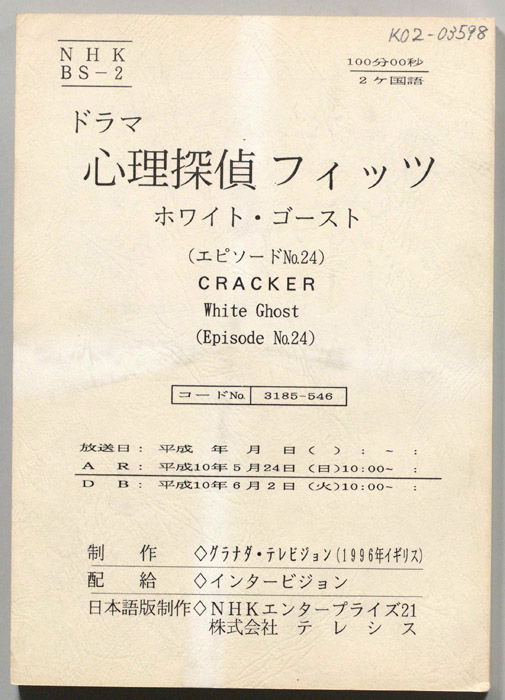 K02-03598
NHK
BS-2
100分00秒
2ヶ国語
ドラマ
心理探偵フィッツ
ホワイト・ゴースト
(エピソード№24)
CRACKER
White Ghost
(Episode №24)
コード№ 3185-546
放送日: 平成 年 月 日( ) : ~ :
A R: 平成10年5月24日(日)10:00~ :
D B: 平成10年6月2日(火)10:00~ :
制 作 ◇グラナダ・テレビジョン(1996年イギリス)
配 給 ◇インタービジョン
日本語版制作◇NHKエンタープライズ21
株式会社 テレシス